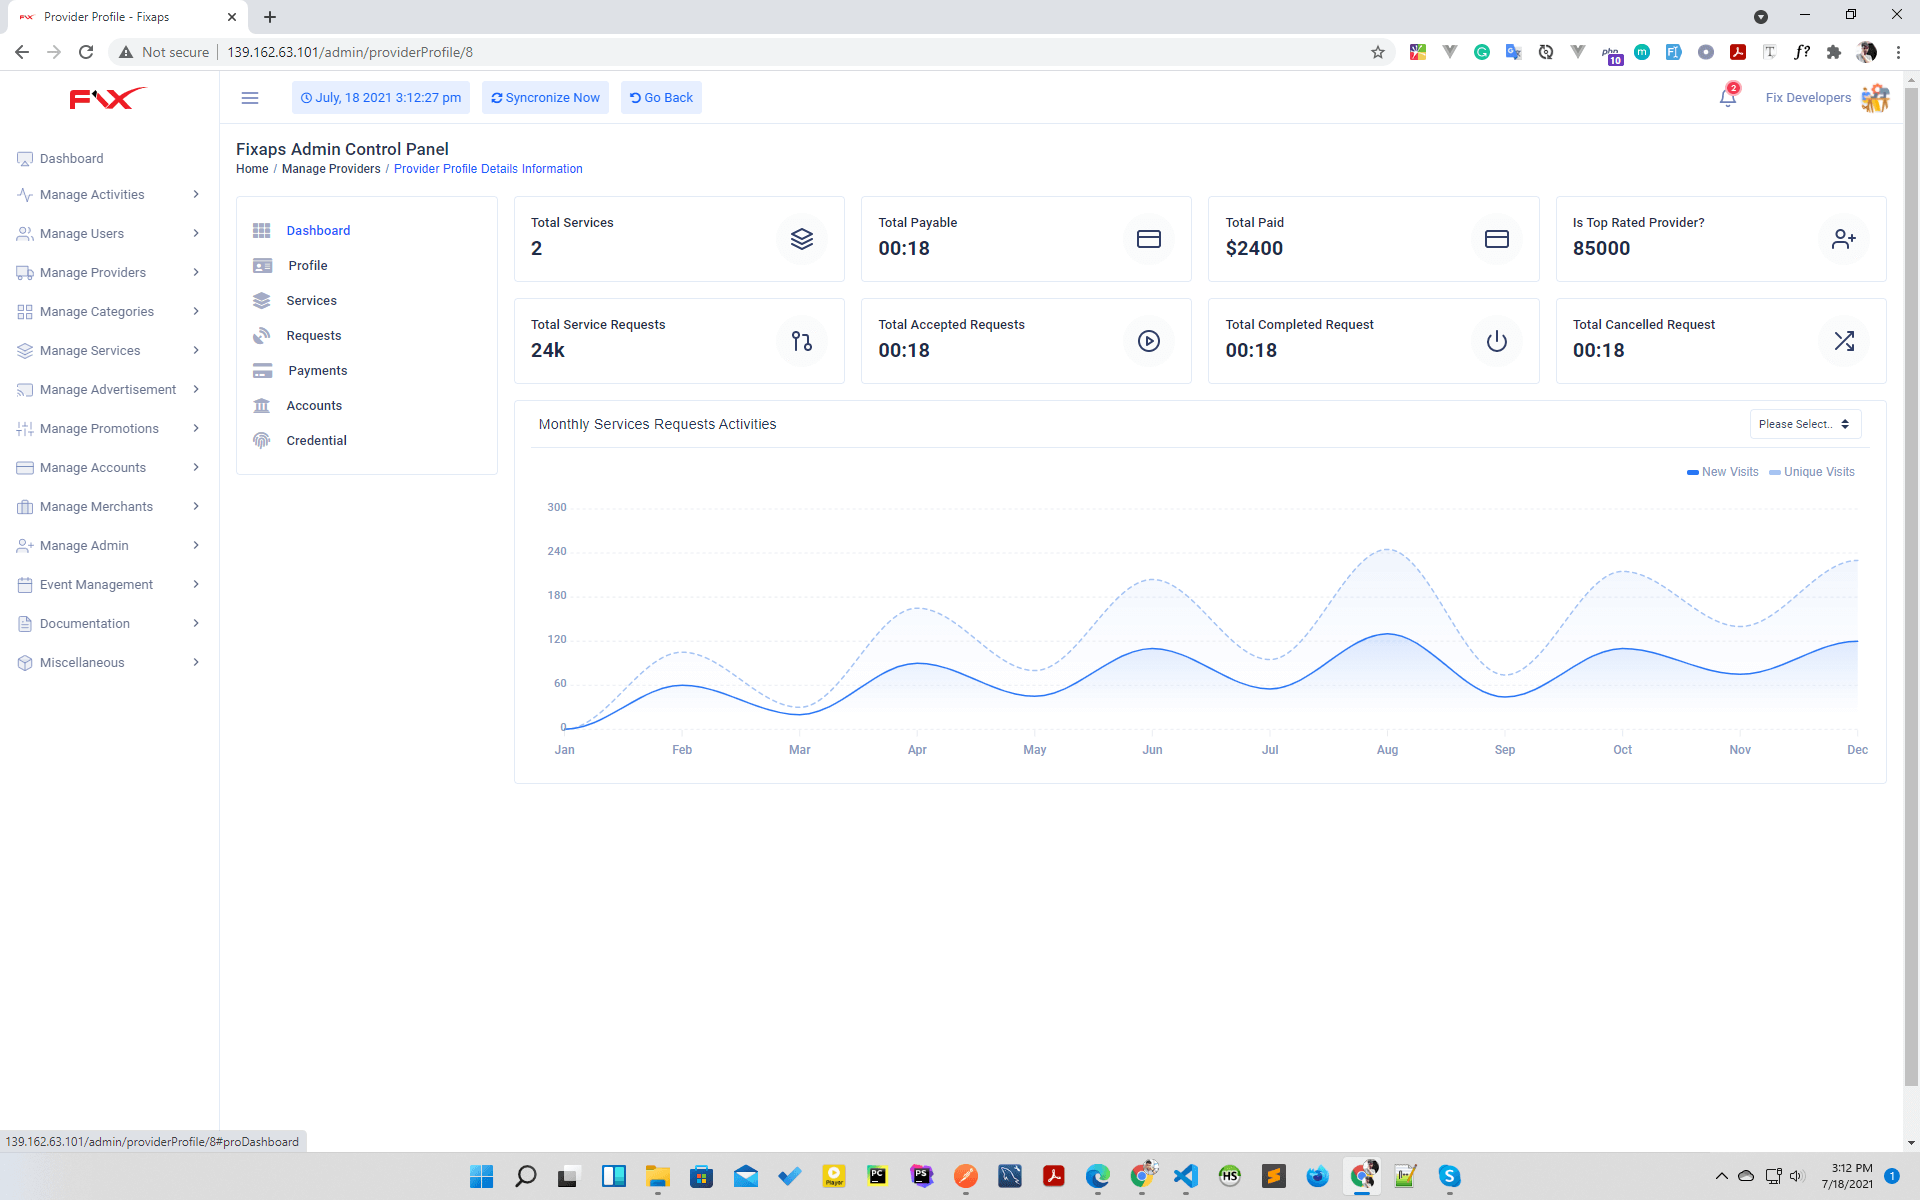 Provider Profile - Fixaps
Not secure
139.162.63.101/admin/providerProfile/8
10
FIX
July, 18 2021 3:12:27 pm
Syncronize Now
Go Back
2
Fix Developers
Dashboard
Manage Activities
Manage Users
Manage Providers
Manage Categories
Manage Services
Manage Advertisement
Manage Promotions
Manage Accounts
Manage Merchants
Manage Admin
Event Management
Documentation
Miscellaneous
Fixaps Admin Control Panel
Home / Manage Providers / Provider Profile Details Information
Dashboard
Profile
Services
Requests
Payments
Accounts
Credential
Total Services
2
Total Payable
00:18
Total Paid
$2400
Is Top Rated Provider?
85000
Total Service Requests
24k
Total Accepted Requests
00:18
Total Completed Request
00:18
Total Cancelled Request
00:18
Monthly Services Requests Activities
Please Select..
New Visits
Unique Visits
300
240
180
120
60
0
Jan Feb Mar Apr May Jun Jul Aug Sep Oct Nov Dec
139.162.63.101/admin/providerProfile/8#proDashboard
3:12 PM
7/18/2021
1